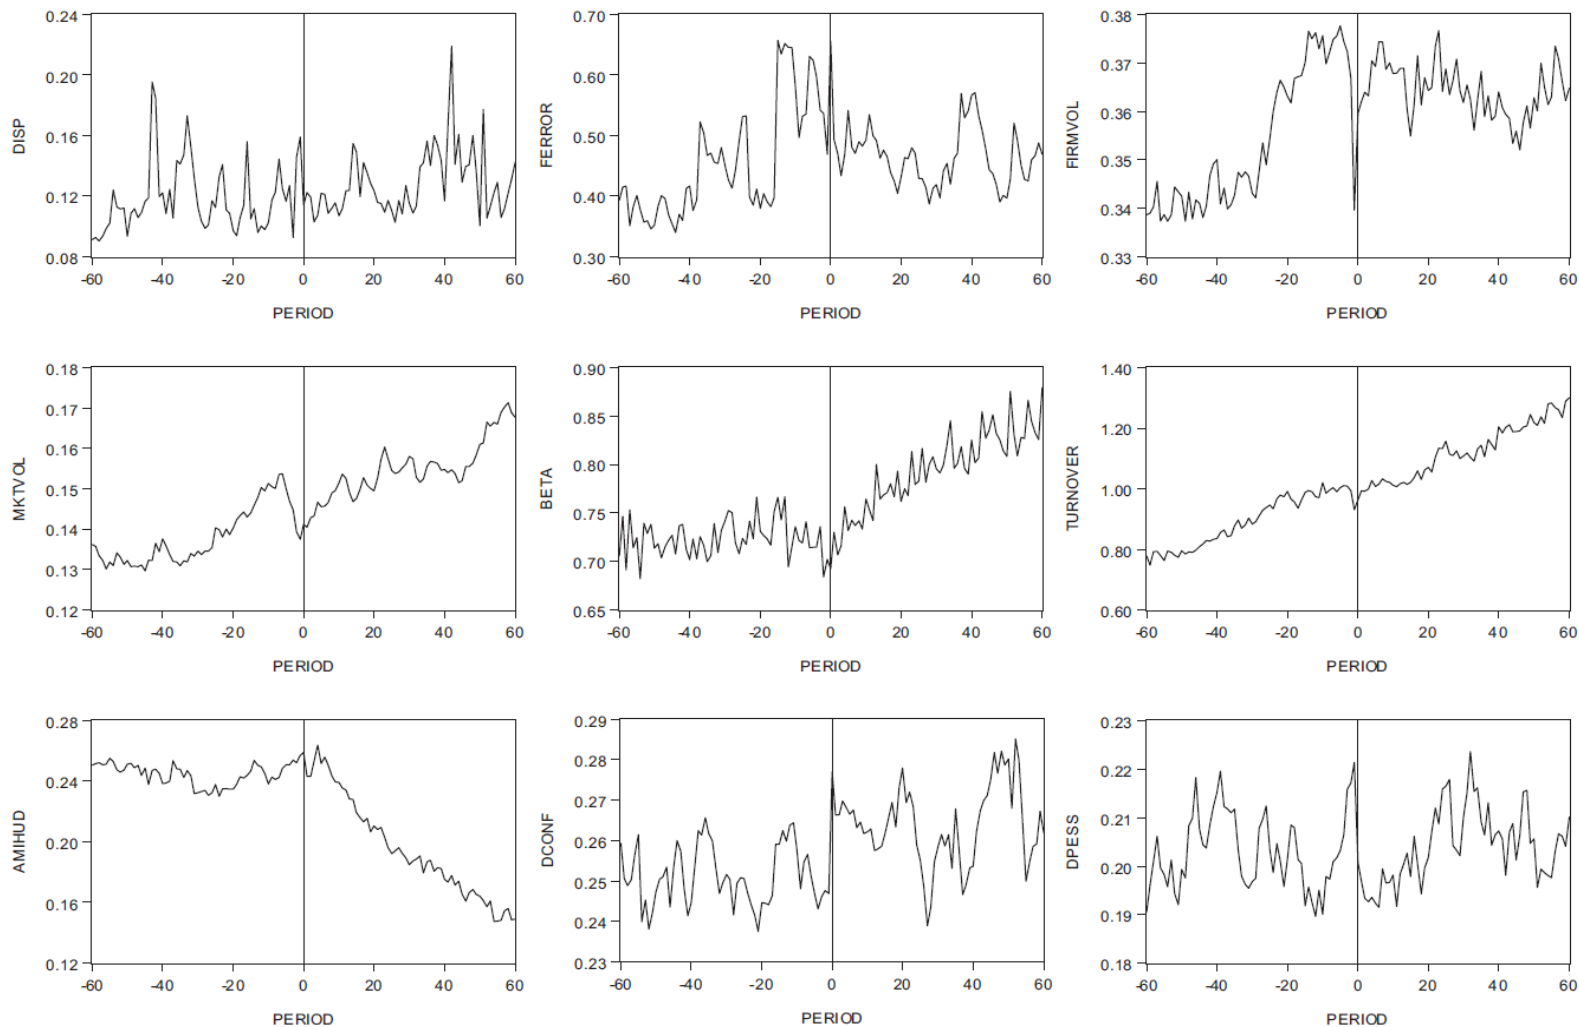 0.24
0.20
0.16
0.12
0.08
DISP
-60 -40 -20 0 20 40 60
PERIOD
0.70
0.60
0.50
0.40
0.30
FERROR
-60 -40 -20 0 20 40 60
PERIOD
0.38
0.37
0.36
0.35
0.34
0.33
FIRMVOL
-60 -40 -20 0 20 40 60
PERIOD
0.18
0.17
0.16
0.15
0.14
0.13
0.12
MKTVOL
-60 -40 -20 0 20 40 60
PERIOD
0.90
0.85
0.80
0.75
0.70
0.65
BETA
-60 -40 -20 0 20 40 60
PERIOD
1.40
1.20
1.00
0.80
0.60
TURNOVER
-60 -40 -20 0 20 40 60
PERIOD
0.28
0.24
0.20
0.16
0.12
AMIHUD
-60 -40 -20 0 20 40 60
PERIOD
0.29
0.28
0.27
0.26
0.25
0.24
0.23
DCONF
-60 -40 -20 0 20 40 60
PERIOD
0.23
0.22
0.21
0.20
0.19
0.18
DPESS
-60 -40 -20 0 20 40 60
PERIOD